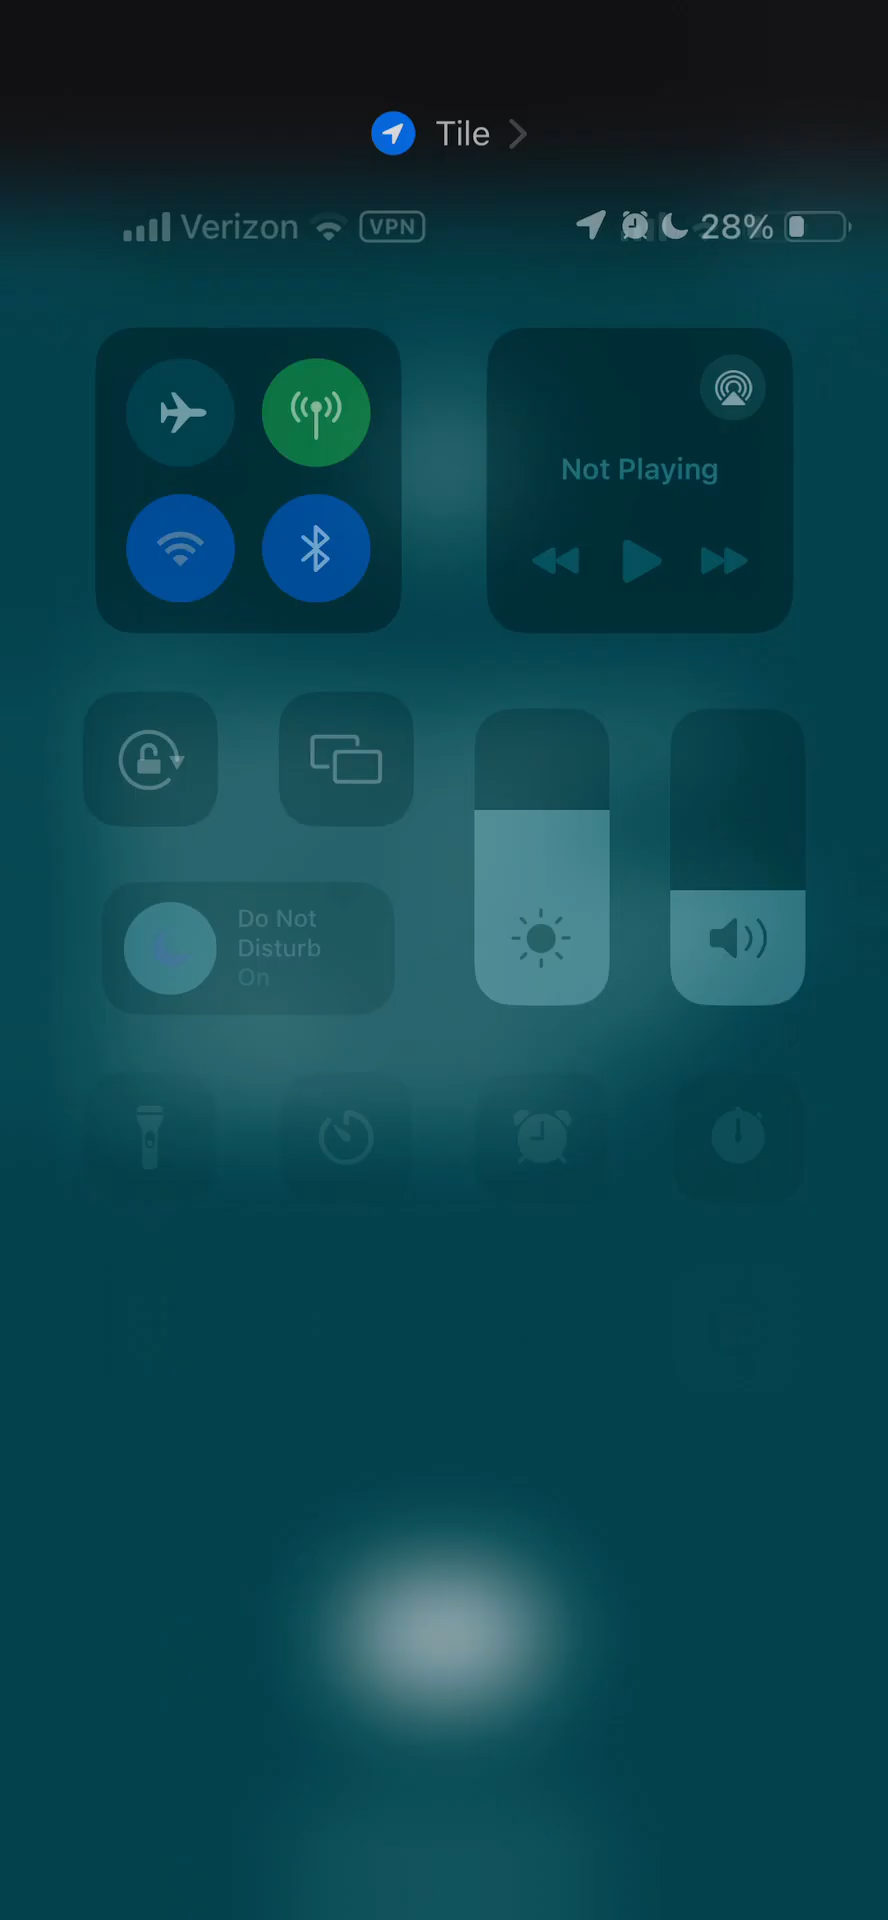 Tile
Verizon VPN 28%
Not Playing
Do Not
Disturb
On